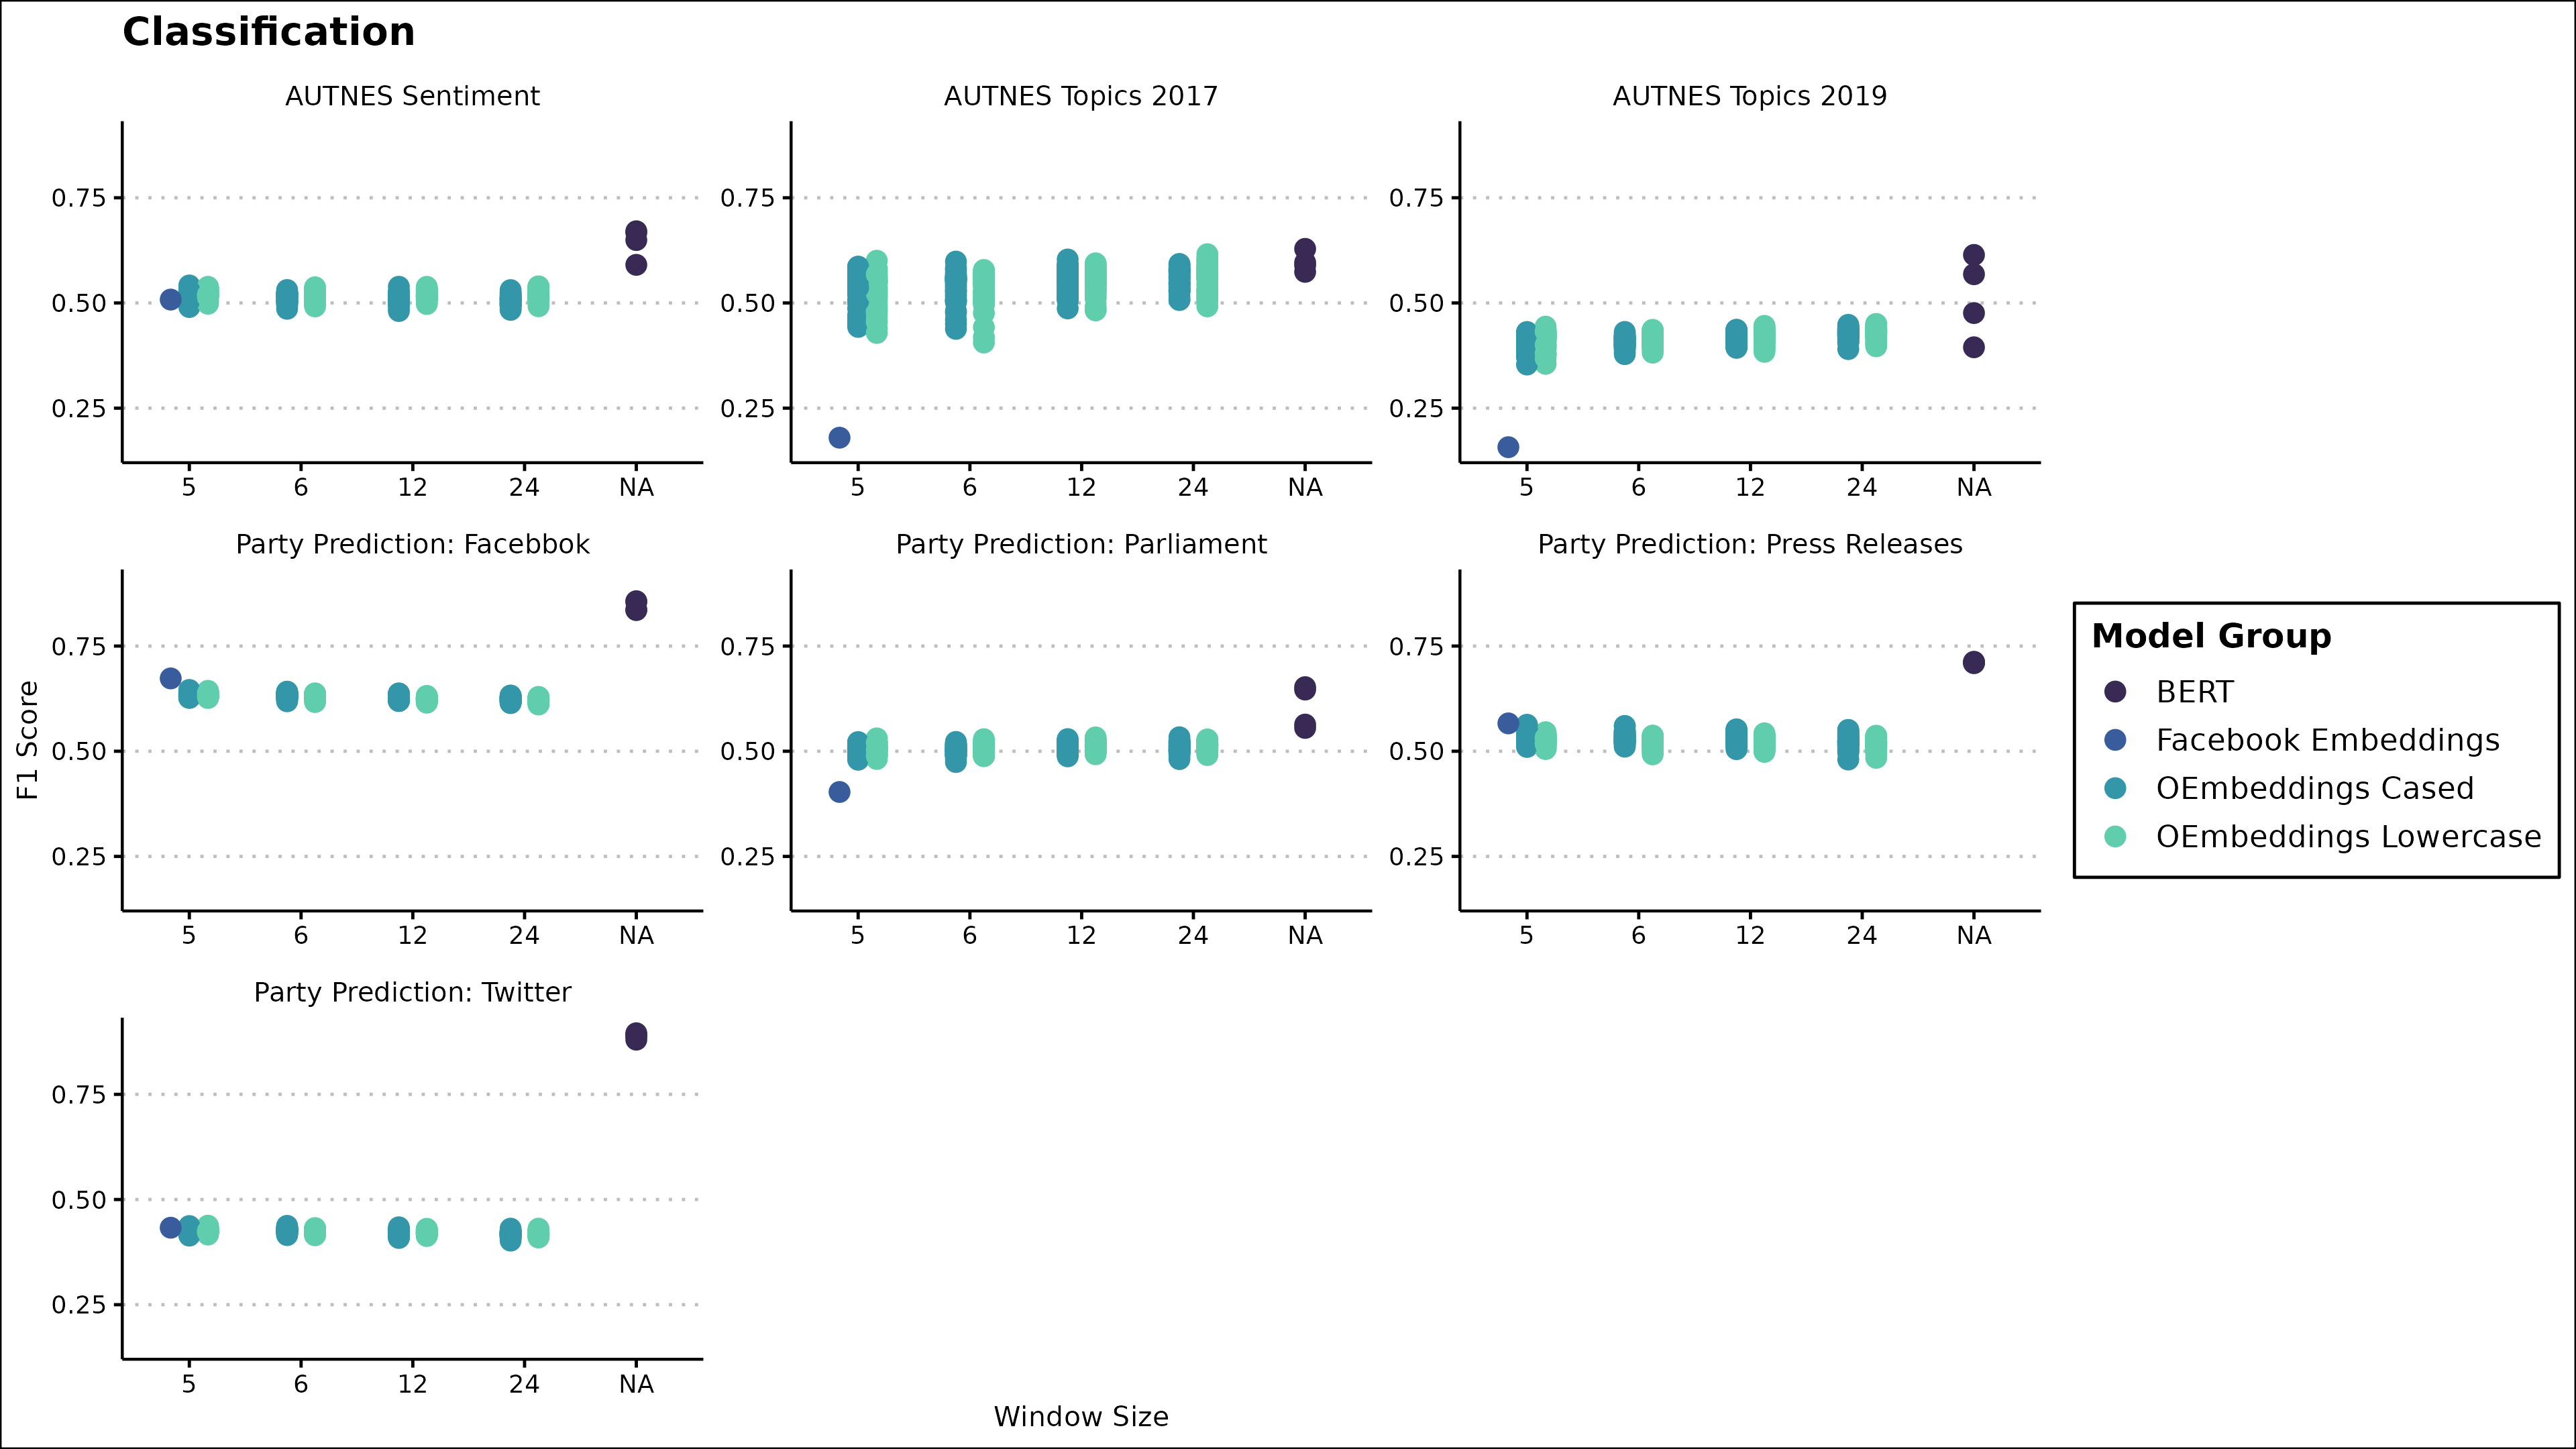 Classification
AUTNES Sentiment
AUTNES Topics 2017
AUTNES Topics 2019
0.75
0.50
0.25
0.75
0.50
0.25
0.75
0.50
0.25
5 6 12 24 NA
5 6 12 24 NA
5 6 12 24 NA
Party Prediction: Facebbok
Party Prediction: Parliament
Party Prediction: Press Releases
0.75
0.50
0.25
0.75
0.50
0.25
0.75
0.50
0.25
5 6 12 24 NA
5 6 12 24 NA
5 6 12 24 NA
Party Prediction: Twitter
0.75
0.50
0.25
5 6 12 24 NA
F1 Score
Window Size
Model Group
BERT
Facebook Embeddings
OEmbeddings Cased
OEmbeddings Lowercase